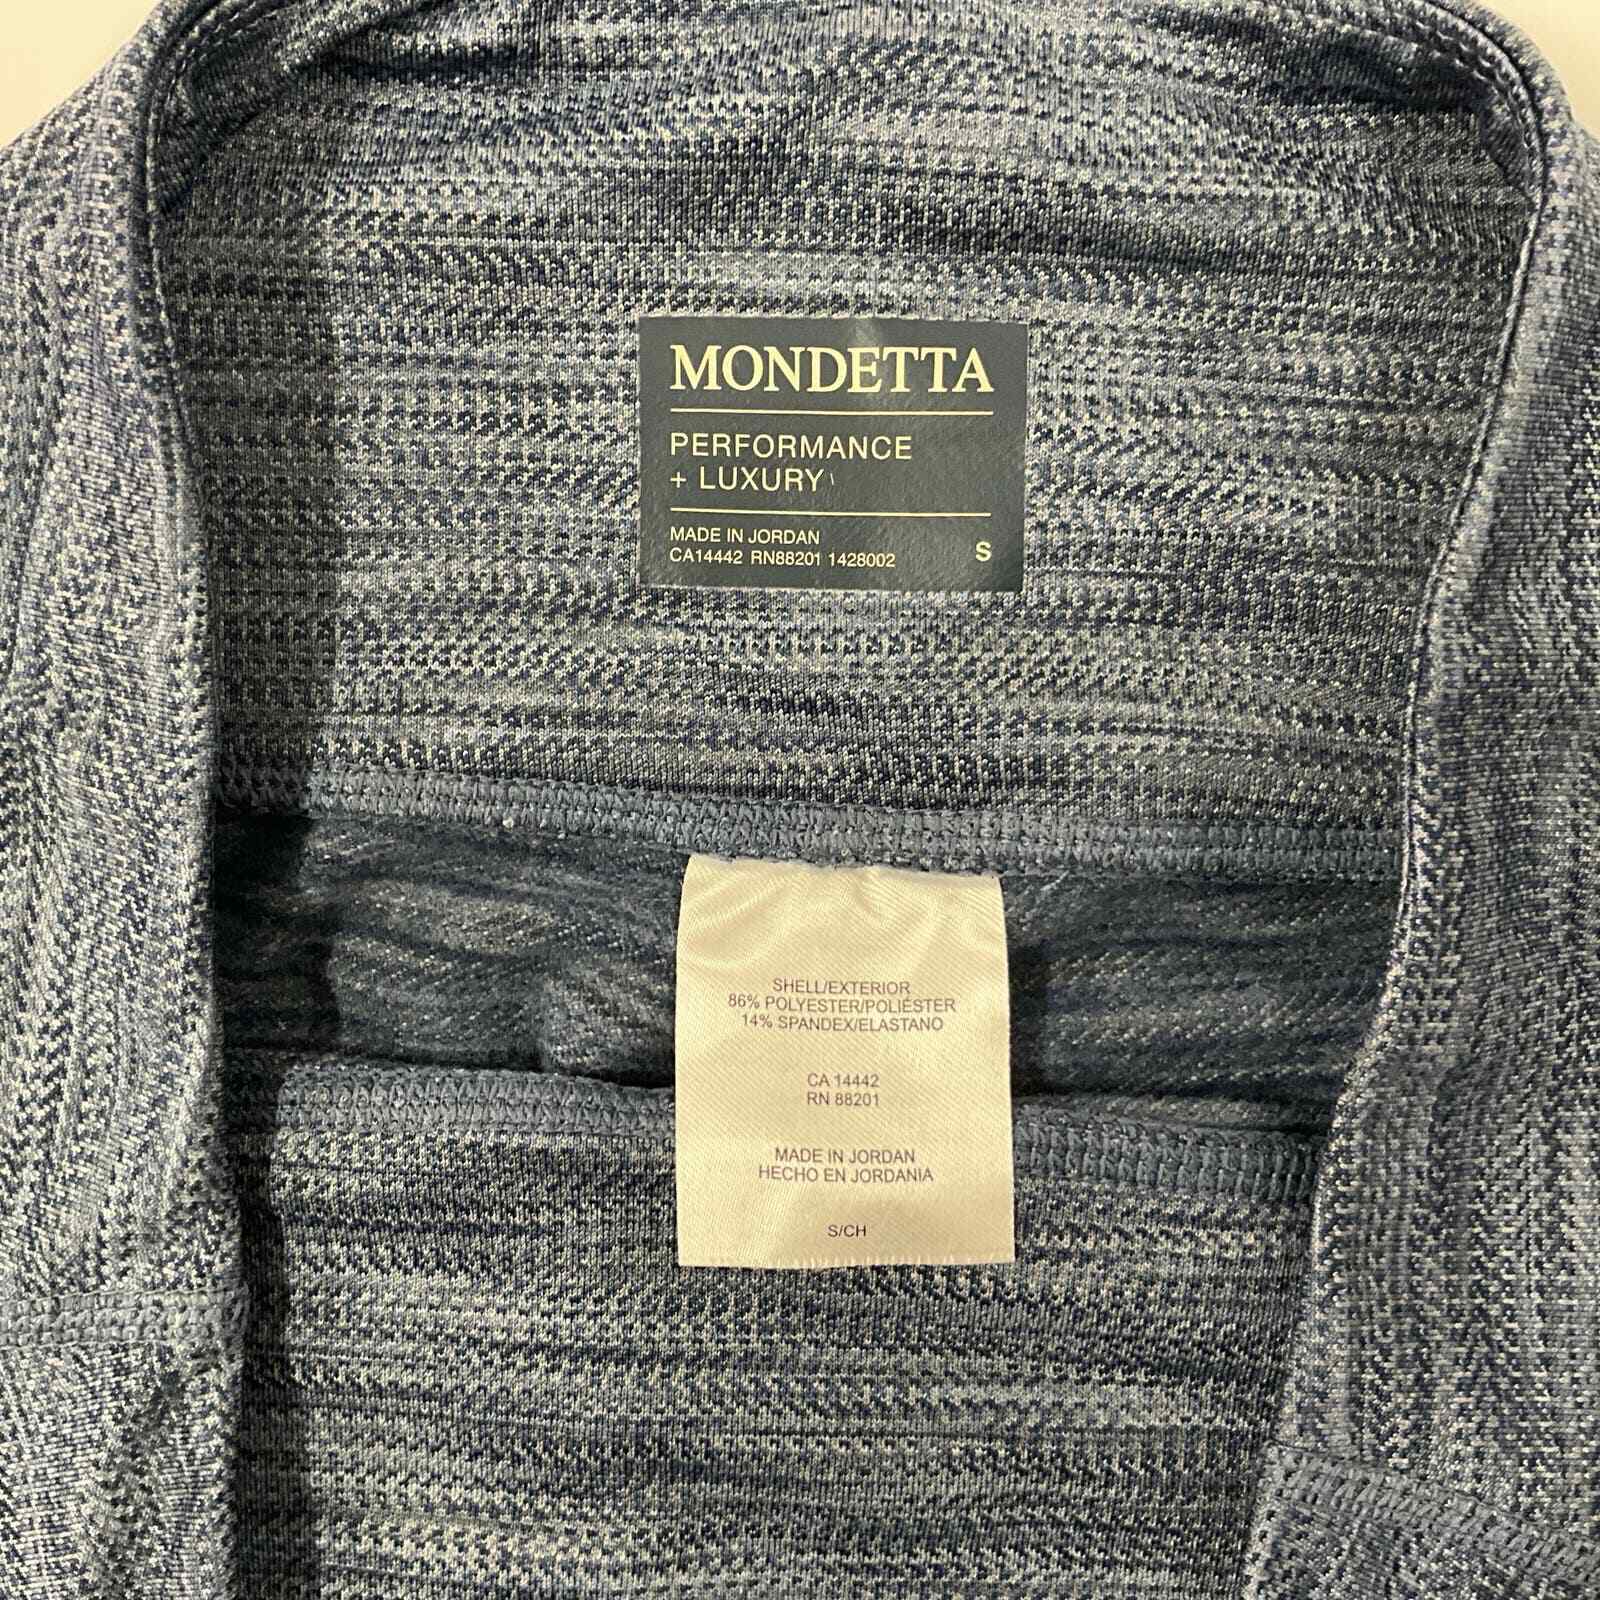 MONDETTA
PERFORMANCE
+ LUXURY
MADE IN JORDAN
CA14442 RN88201 1428002 S
SHELL/EXTERIOR
86% POLYESTER/POLIÉSTER
14% SPANDEX/ELASTANO
CA 14442
RN 88201
MADE IN JORDAN
HECHO EN JORDANIA
S/CH